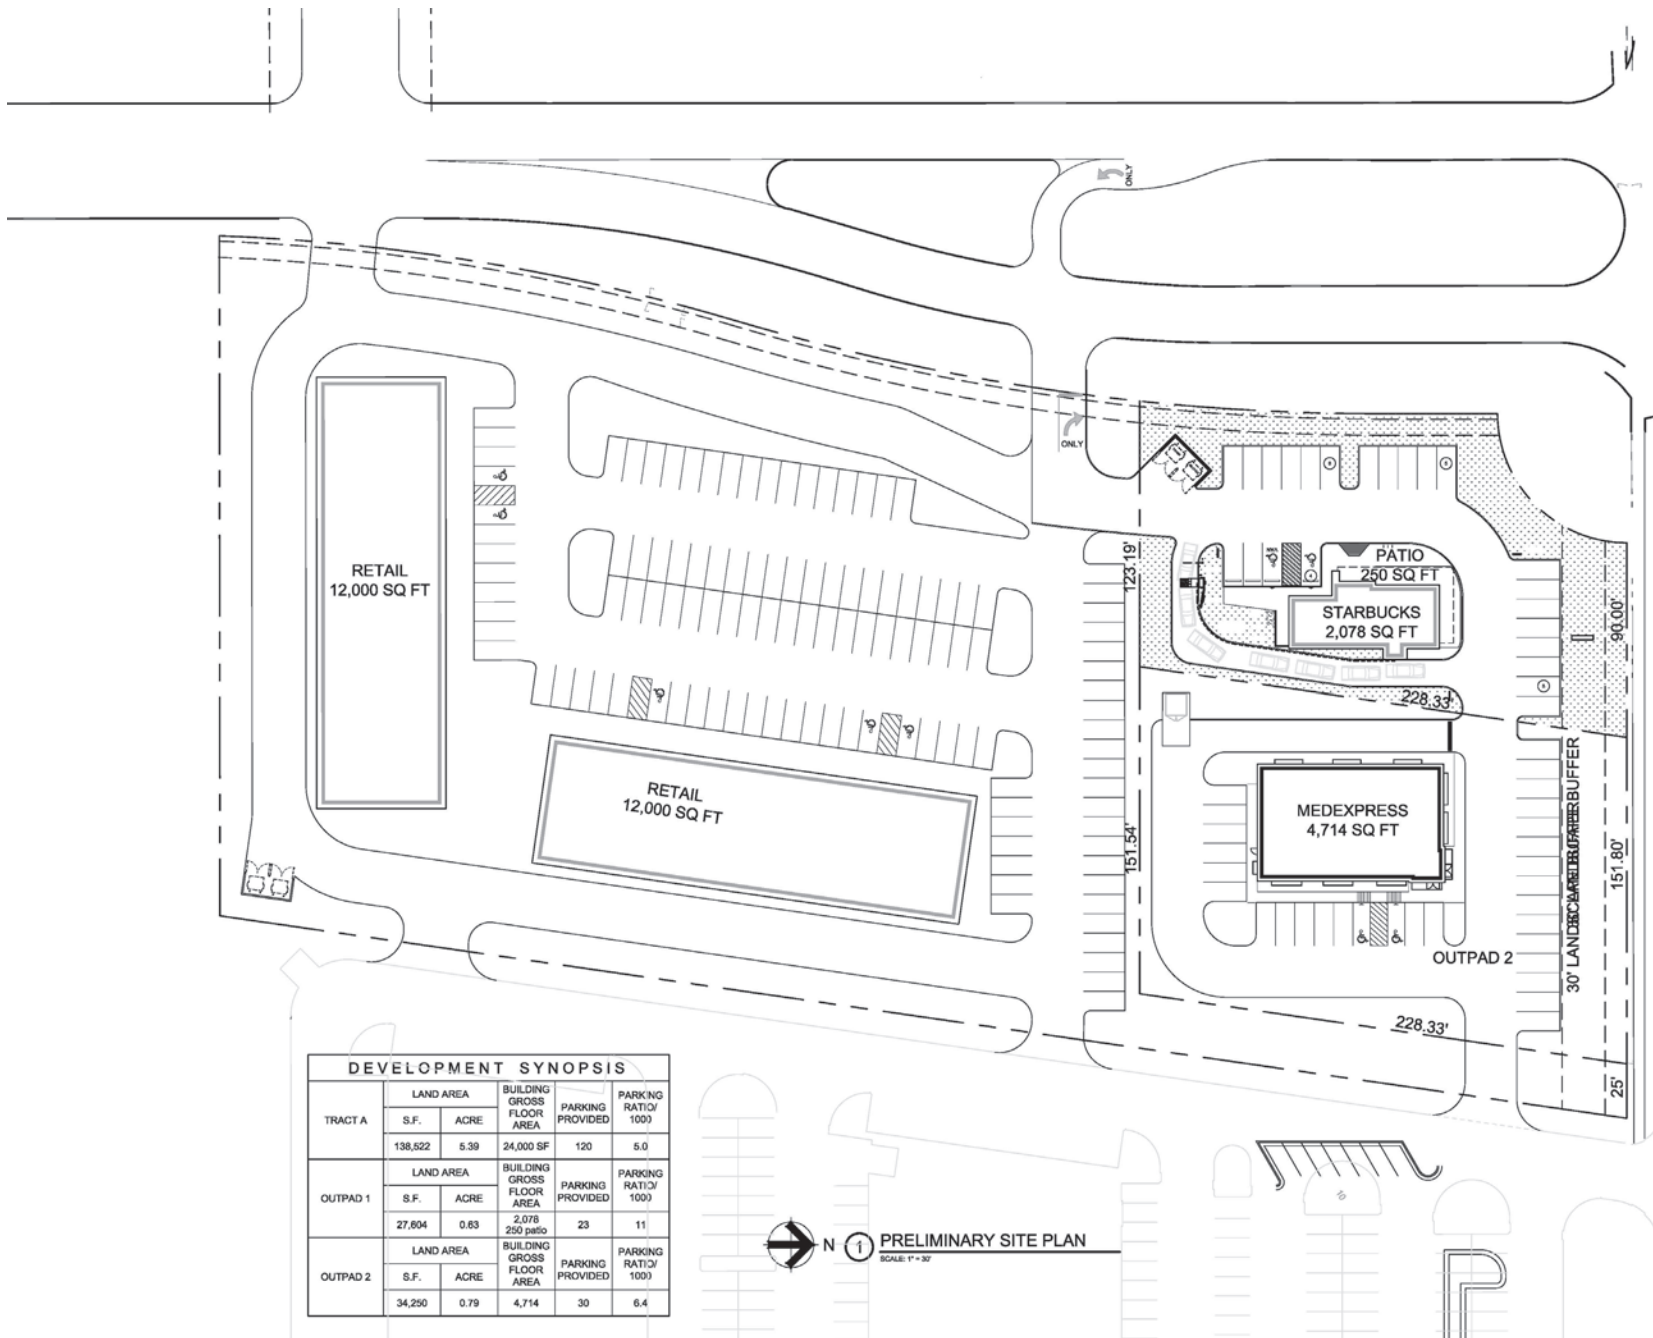 ONLY
ONLY
RETAIL
12,000 SQ FT
RETAIL
12,000 SQ FT
123.19'
PATIO
250 SQ FT
STARBUCKS
2,078 SQ FT
90.00'
228.33'
MEDEXPRESS
4,714 SQ FT
151.54'
151.80'
30' LANDSCAPE BUFFER
OUTPAD 2
228.33'
25'
DEVELOPMENT SYNOPSIS
TRACT A
LAND AREA
BUILDING GROSS FLOOR AREA
PARKING PROVIDED
PARKING RATIO/ 1000
S.F.
ACRE
138,522
5.39
24,000 SF
120
5.0
OUTPAD 1
LAND AREA
BUILDING GROSS FLOOR AREA
PARKING PROVIDED
PARKING RATIO/ 1000
S.F.
ACRE
27,604
0.63
2,078
250 patio
23
11
OUTPAD 2
LAND AREA
BUILDING GROSS FLOOR AREA
PARKING PROVIDED
PARKING RATIO/ 1000
S.F.
ACRE
34,250
0.79
4,714
30
6.4
N
1
PRELIMINARY SITE PLAN
SCALE: 1" = 30'
10